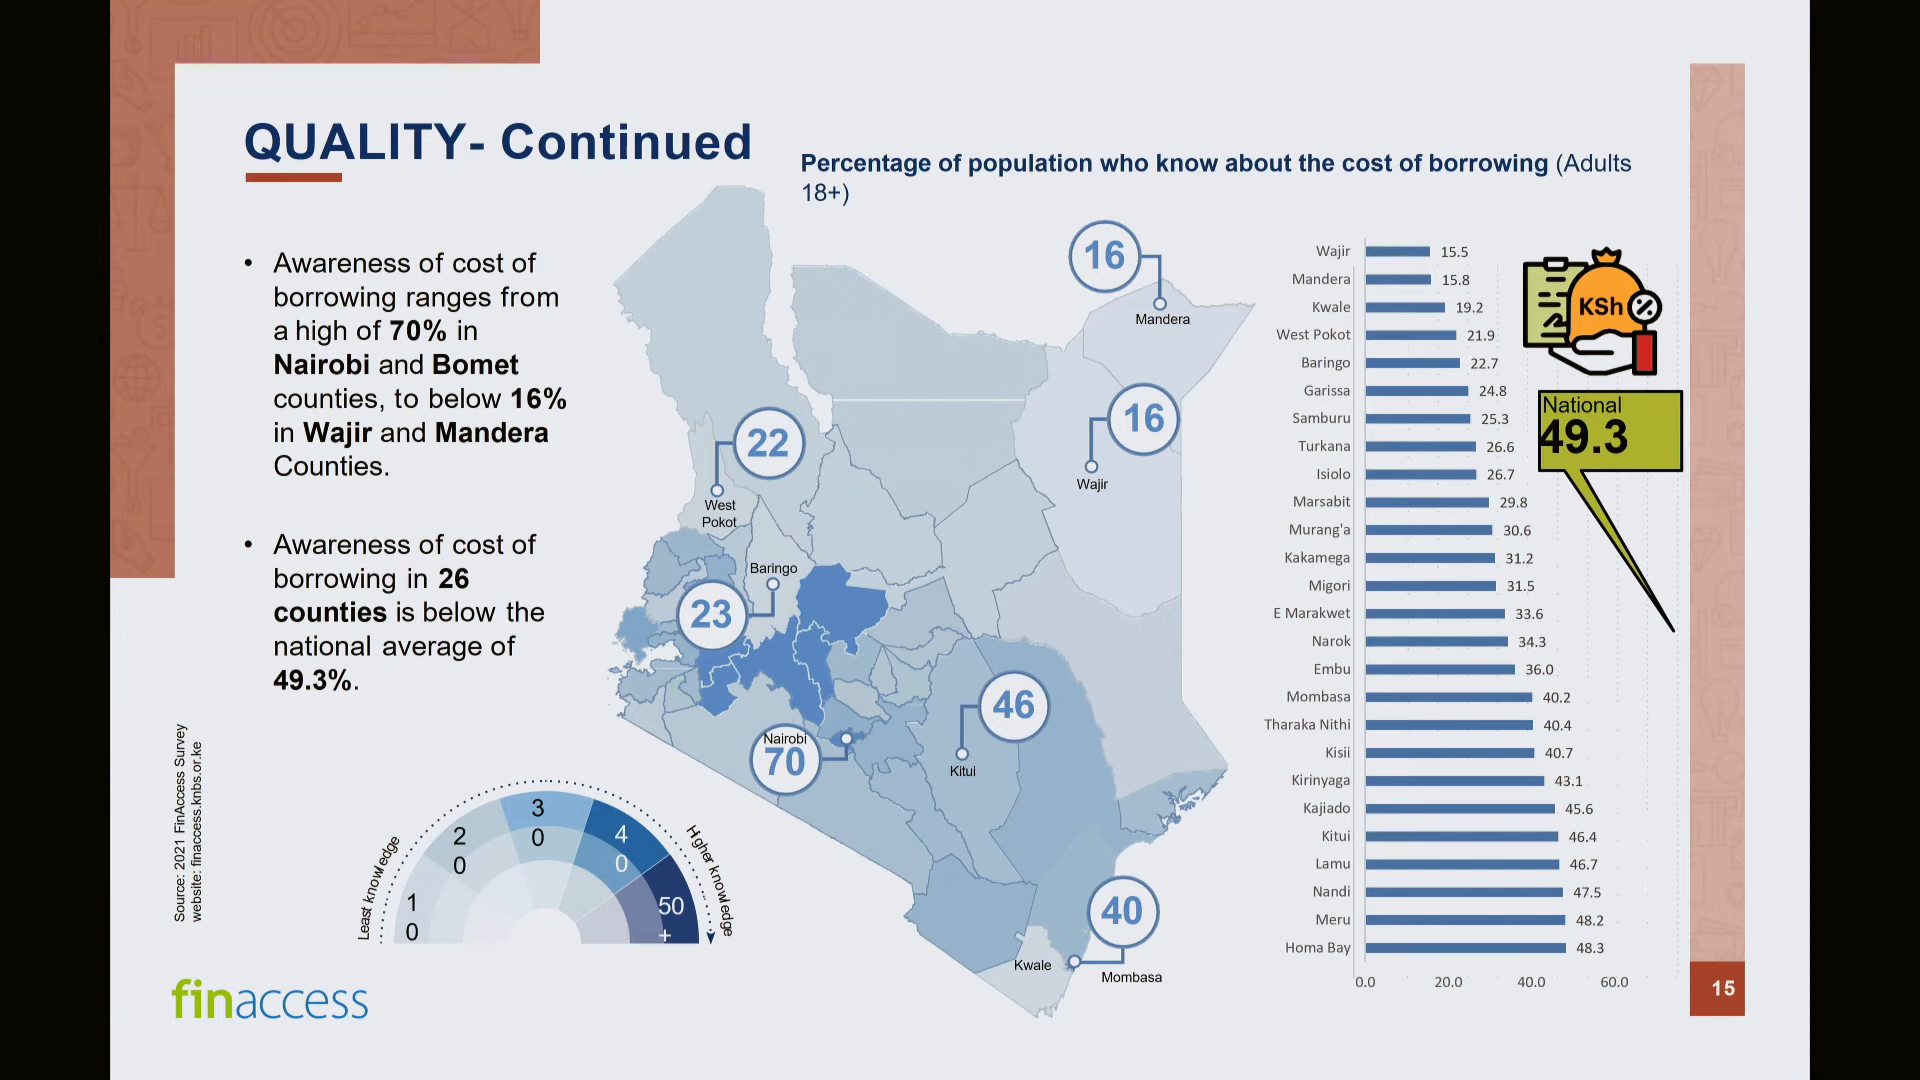 QUALITY- Continued
Percentage of population who know about the cost of borrowing (Adults
18+)
• Awareness of cost of
borrowing ranges from
a high of 70% in
Nairobi and Bomet
counties, to below 16%
in Wajir and Mandera
Counties.
• Awareness of cost of
borrowing in 26
counties is below the
national average of
49.3%.
Source: 2021 FinAccess Survey
website: finaccess.knbs.or.ke
16
Mandera
16
Wajir
22
West
Pokot
Baringo
23
46
Kitui
Nairobi
70
40
Kwale
Mombasa
Least knowledge
1
0
2
0
3
0
4
0
50
+
Higher knowledge
Wajir 15.5
Mandera 15.8
Kwale 19.2
West Pokot 21.9
Baringo 22.7
Garissa 24.8
Samburu 25.3
Turkana 26.6
Isiolo 26.7
Marsabit 29.8
Murang'a 30.6
Kakamega 31.2
Migori 31.5
E Marakwet 33.6
Narok 34.3
Embu 36.0
Mombasa 40.2
Tharaka Nithi 40.4
Kisii 40.7
Kirinyaga 43.1
Kajiado 45.6
Kitui 46.4
Lamu 46.7
Nandi 47.5
Meru 48.2
Homa Bay 48.3
0.0 20.0 40.0 60.0
KSh %
National
49.3
finaccess
15